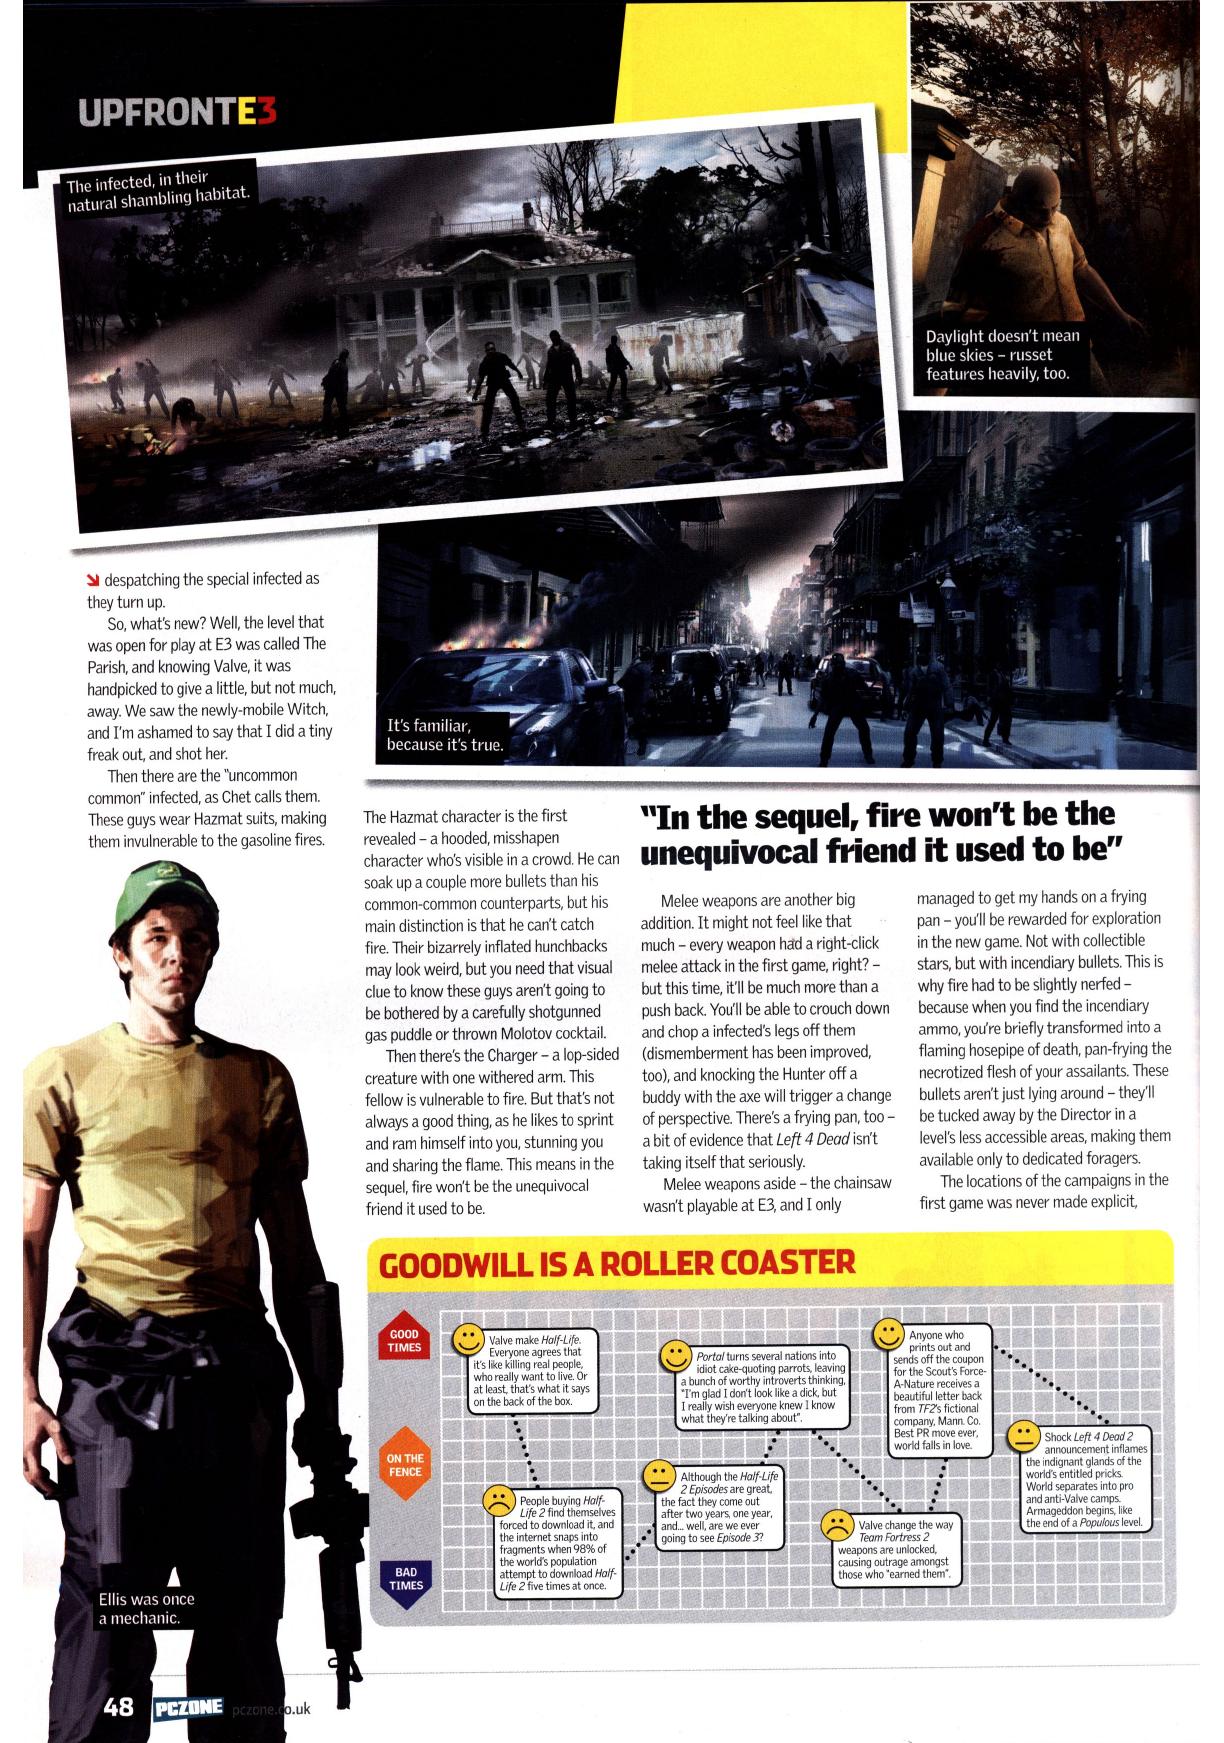 UPFRONTE3
The infected, in their
natural shambling habitat.
Daylight doesn't mean
blue skies – russet
features heavily, too.
It's familiar,
because it's true.
despatching the special infected as
they turn up.
So, what's new? Well, the level that
was open for play at E3 was called The
Parish, and knowing Valve, it was
handpicked to give a little, but not much,
away. We saw the newly-mobile Witch,
and I'm ashamed to say that I did a tiny
freak out, and shot her.
Then there are the "uncommon
common" infected, as Chet calls them.
These guys wear Hazmat suits, making
them invulnerable to the gasoline fires.
The Hazmat character is the first
revealed – a hooded, misshapen
character who's visible in a crowd. He can
soak up a couple more bullets than his
common-common counterparts, but his
main distinction is that he can't catch
fire. Their bizarrely inflated hunchbacks
may look weird, but you need that visual
clue to know these guys aren't going to
be bothered by a carefully shotgunned
gas puddle or thrown Molotov cocktail.
Then there's the Charger – a lop-sided
creature with one withered arm. This
fellow is vulnerable to fire. But that's not
always a good thing, as he likes to sprint
and ram himself into you, stunning you
and sharing the flame. This means in the
sequel, fire won't be the unequivocal
friend it used to be.
"In the sequel, fire won't be the
unequivocal friend it used to be"
Melee weapons are another big
addition. It might not feel like that
much – every weapon had a right-click
melee attack in the first game, right? –
but this time, it'll be much more than a
push back. You'll be able to crouch down
and chop a infected's legs off them
(dismemberment has been improved,
too), and knocking the Hunter off a
buddy with the axe will trigger a change
of perspective. There's a frying pan, too –
a bit of evidence that Left 4 Dead isn't
taking itself that seriously.
Melee weapons aside – the chainsaw
wasn't playable at E3, and I only
managed to get my hands on a frying
pan – you'll be rewarded for exploration
in the new game. Not with collectible
stars, but with incendiary bullets. This is
why fire had to be slightly nerfed –
because when you find the incendiary
ammo, you're briefly transformed into a
flaming hosepipe of death, pan-frying the
necrotized flesh of your assailants. These
bullets aren't just lying around – they'll
be tucked away by the Director in a
level's less accessible areas, making them
available only to dedicated foragers.
The locations of the campaigns in the
first game was never made explicit,
GOODWILL IS A ROLLER COASTER
GOOD
TIMES
ON THE
FENCE
BAD
TIMES
Valve make Half-Life.
Everyone agrees that
it's like killing real people,
who really want to live. Or
at least, that's what it says
on the back of the box.
People buying Half-
Life 2 find themselves
forced to download it, and
the internet snaps into
fragments when 98% of
the world's population
attempt to download Half-
Life 2 five times at once.
Although the Half-Life
2 Episodes are great,
the fact they come out
after two years, one year,
and... well, are we ever
going to see Episode 3?
Portal turns several nations into
idiot cake-quoting parrots, leaving
a bunch of worthy introverts thinking,
"I'm glad I don't look like a dick, but
I really wish everyone knew I know
what they're talking about".
Valve change the way
Team Fortress 2
weapons are unlocked,
causing outrage amongst
those who "earned them".
Anyone who
prints out and
sends off the coupon
for the Scout's Force-
A-Nature receives a
beautiful letter back
from TF2's fictional
company, Mann. Co.
Best PR move ever,
world falls in love.
Shock Left 4 Dead 2
announcement inflames
the indignant glands of the
world's entitled pricks.
World separates into pro
and anti-Valve camps.
Armageddon begins, like
the end of a Populous level.
Ellis was once
a mechanic.
48 PCZONE pczone.co.uk